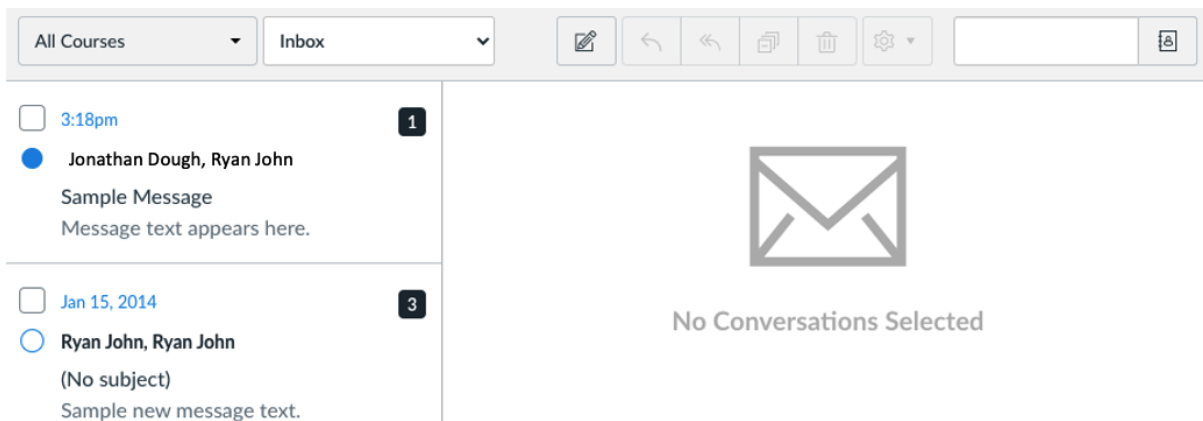 All Courses
Inbox
3:18pm
1
Jonathan Dough, Ryan John
Sample Message
Message text appears here.
Jan 15, 2014
3
Ryan John, Ryan John
(No subject)
Sample new message text.
No Conversations Selected